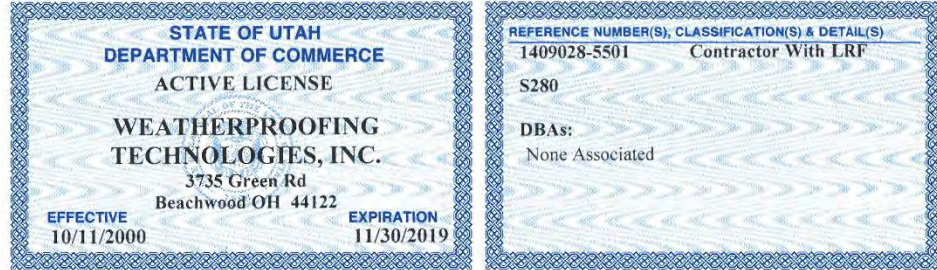 STATE OF UTAH
DEPARTMENT OF COMMERCE
ACTIVE LICENSE
WEATHERPROOFING
TECHNOLOGIES, INC.
3735 Green Rd
Beachwood OH 44122
EFFECTIVE EXPIRATION
10/11/2000 11/30/2019
REFERENCE NUMBER(S), CLASSIFICATION(S) & DETAIL(S)
1409028-5501 Contractor With LRF
S280
DBAs:
None Associated